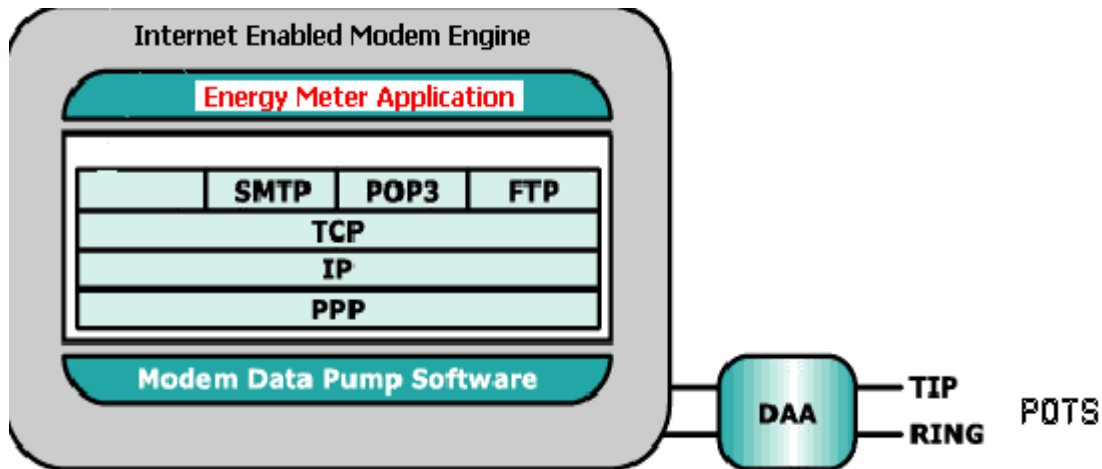 Internet Enabled Modem Engine
Energy Meter Application
SMTP POP3 FTP
TCP
IP
PPP
Modem Data Pump Software
DAA
TIP
RING
POTS